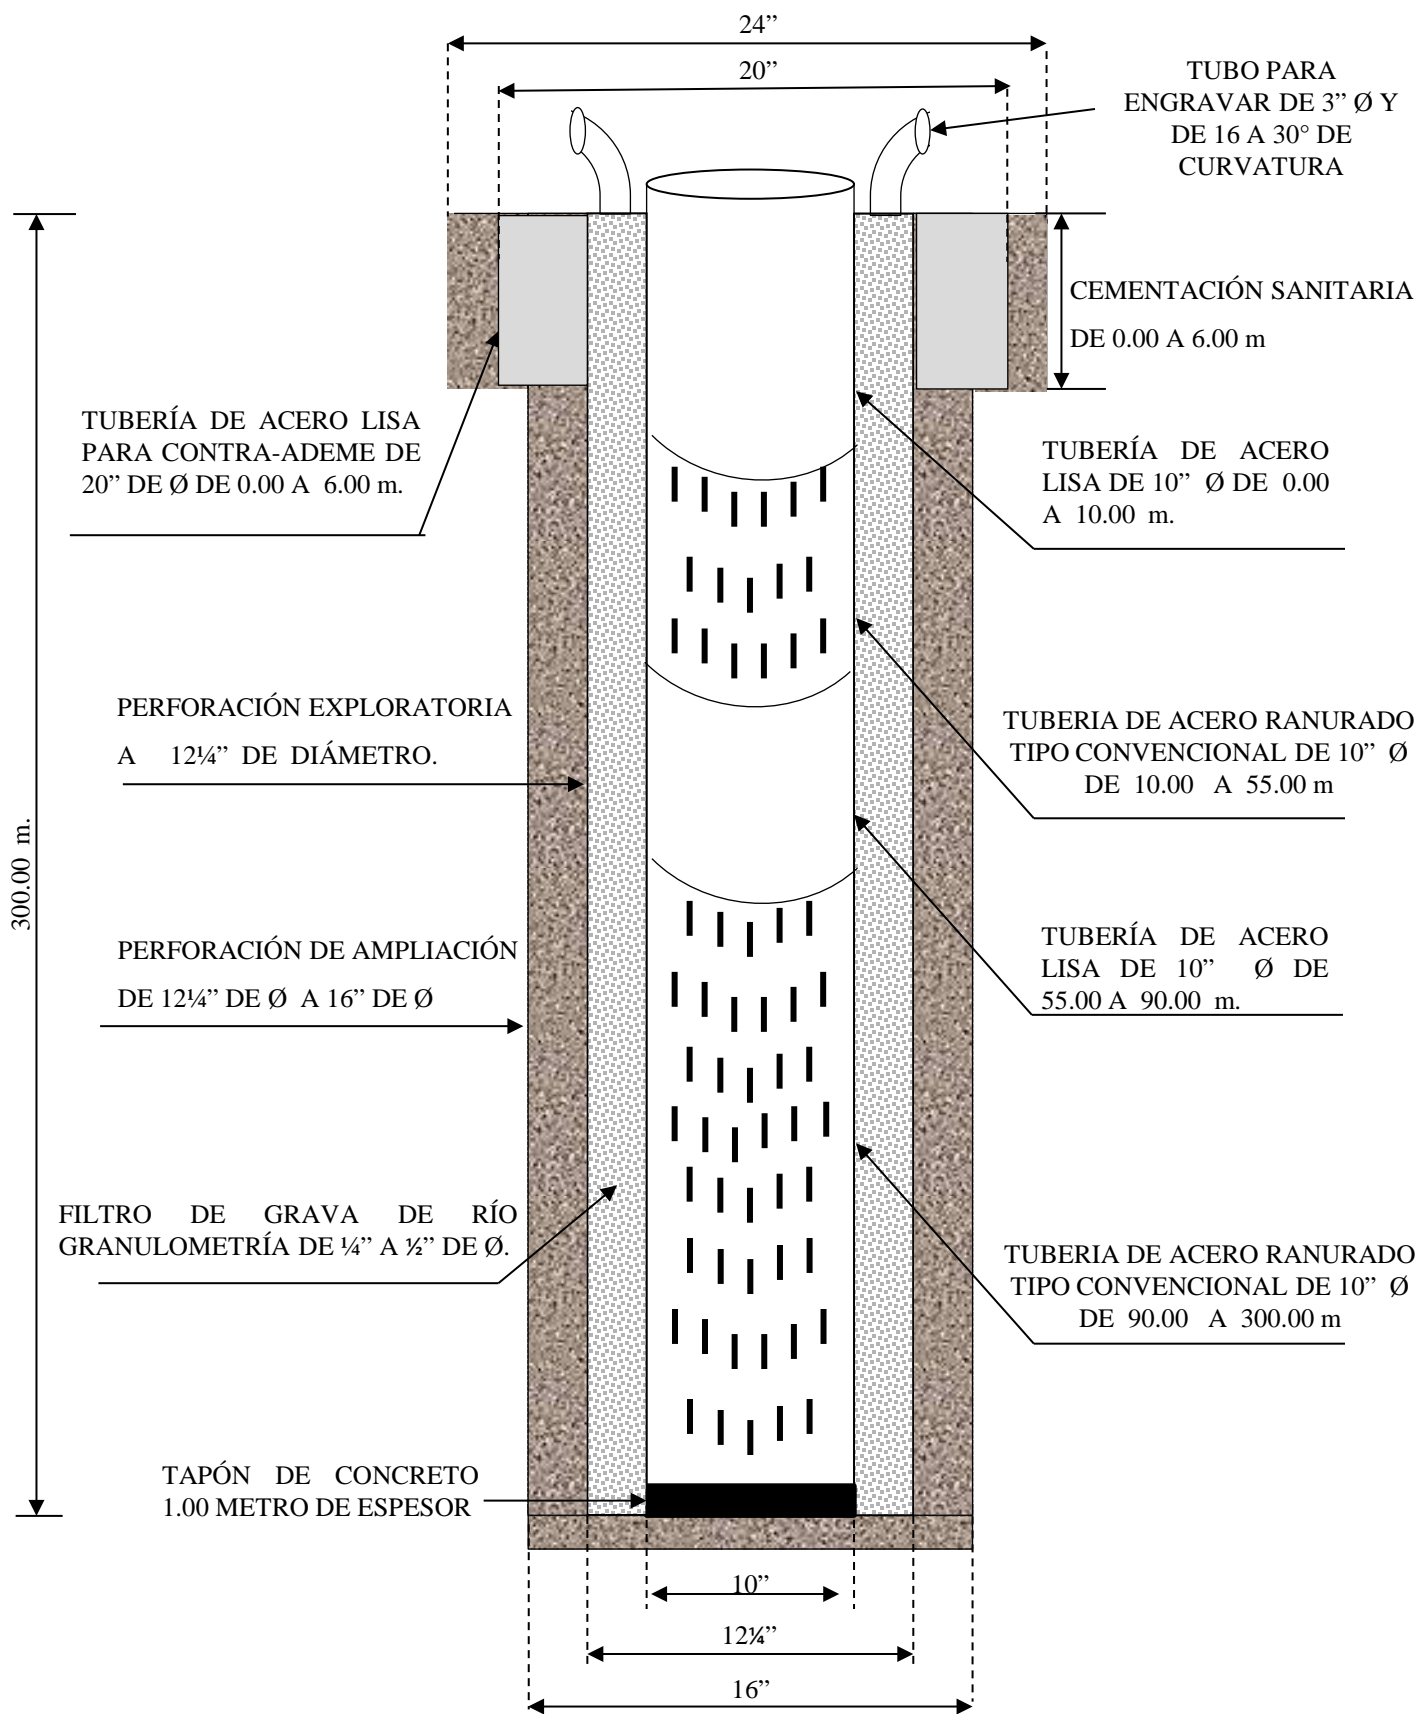 24”
20”
TUBO PARA
ENGRAVAR DE 3” Ø Y
DE 16 A 30° DE
CURVATURA
CEMENTACIÓN SANITARIA
DE 0.00 A 6.00 m
TUBERÍA DE ACERO LISA
PARA CONTRA-ADEME DE
20” DE Ø DE 0.00 A 6.00 m.
TUBERÍA DE ACERO
LISA DE 10” Ø DE 0.00
A 10.00 m.
PERFORACIÓN EXPLORATORIA
A 12¼” DE DIÁMETRO.
TUBERIA DE ACERO RANURADO
TIPO CONVENCIONAL DE 10” Ø
DE 10.00 A 55.00 m
300.00 m.
PERFORACIÓN DE AMPLIACIÓN
DE 12¼” DE Ø A 16” DE Ø
TUBERÍA DE ACERO
LISA DE 10” Ø DE
55.00 A 90.00 m.
FILTRO DE GRAVA DE RÍO
GRANULOMETRÍA DE ¼” A ½” DE Ø.
TUBERIA DE ACERO RANURADO
TIPO CONVENCIONAL DE 10” Ø
DE 90.00 A 300.00 m
TAPÓN DE CONCRETO
1.00 METRO DE ESPESOR
10”
12¼”
16”